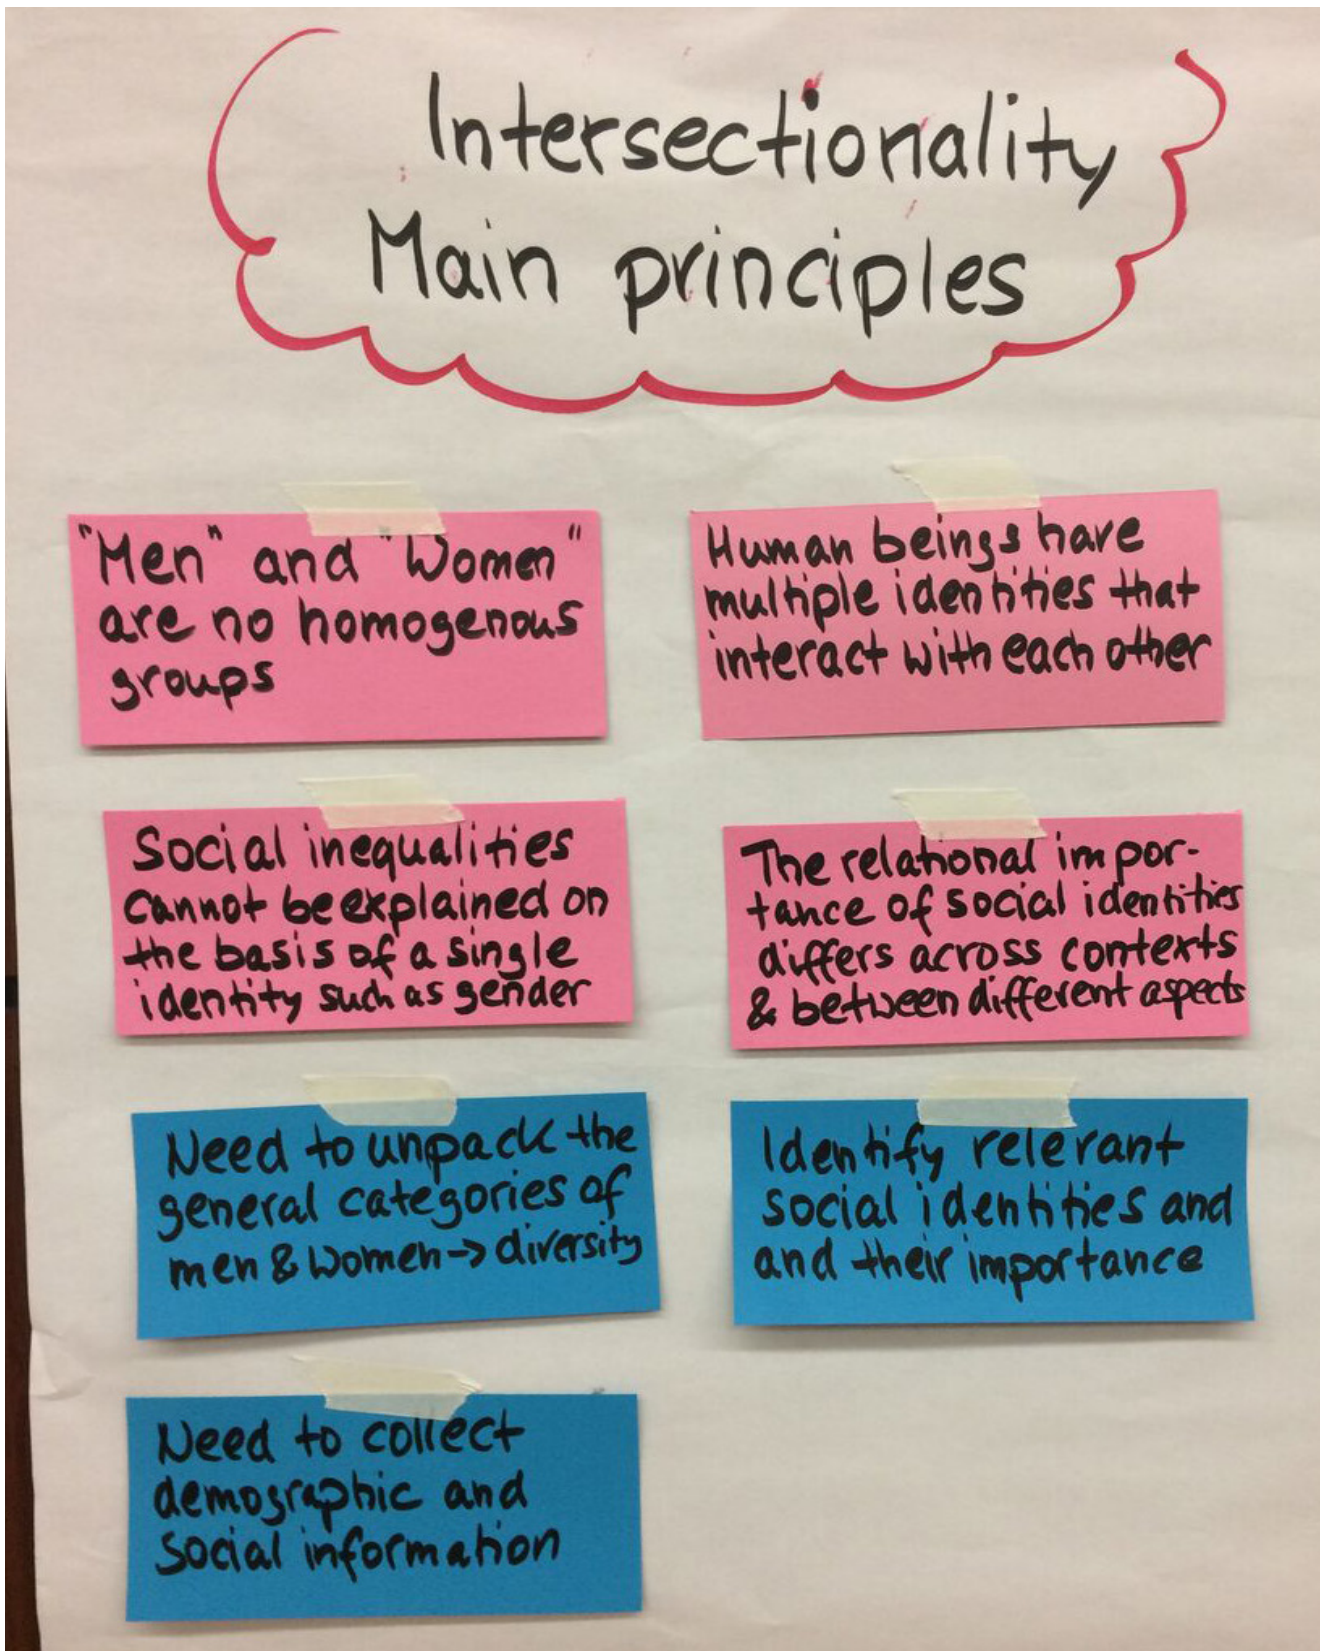 Intersectionality
Main principles
"Men" and "Women"
are no homogenous
groups
Human beings have
multiple identities that
interact with each other
Social inequalities
cannot be explained on
the basis of a single
identity such as gender
The relational impor-
tance of social identities
differs across contexts
& between different aspects
Need to unpack the
general categories of
men & women → diversity
Identify relevant
social identities and
and their importance
Need to collect
demographic and
social information